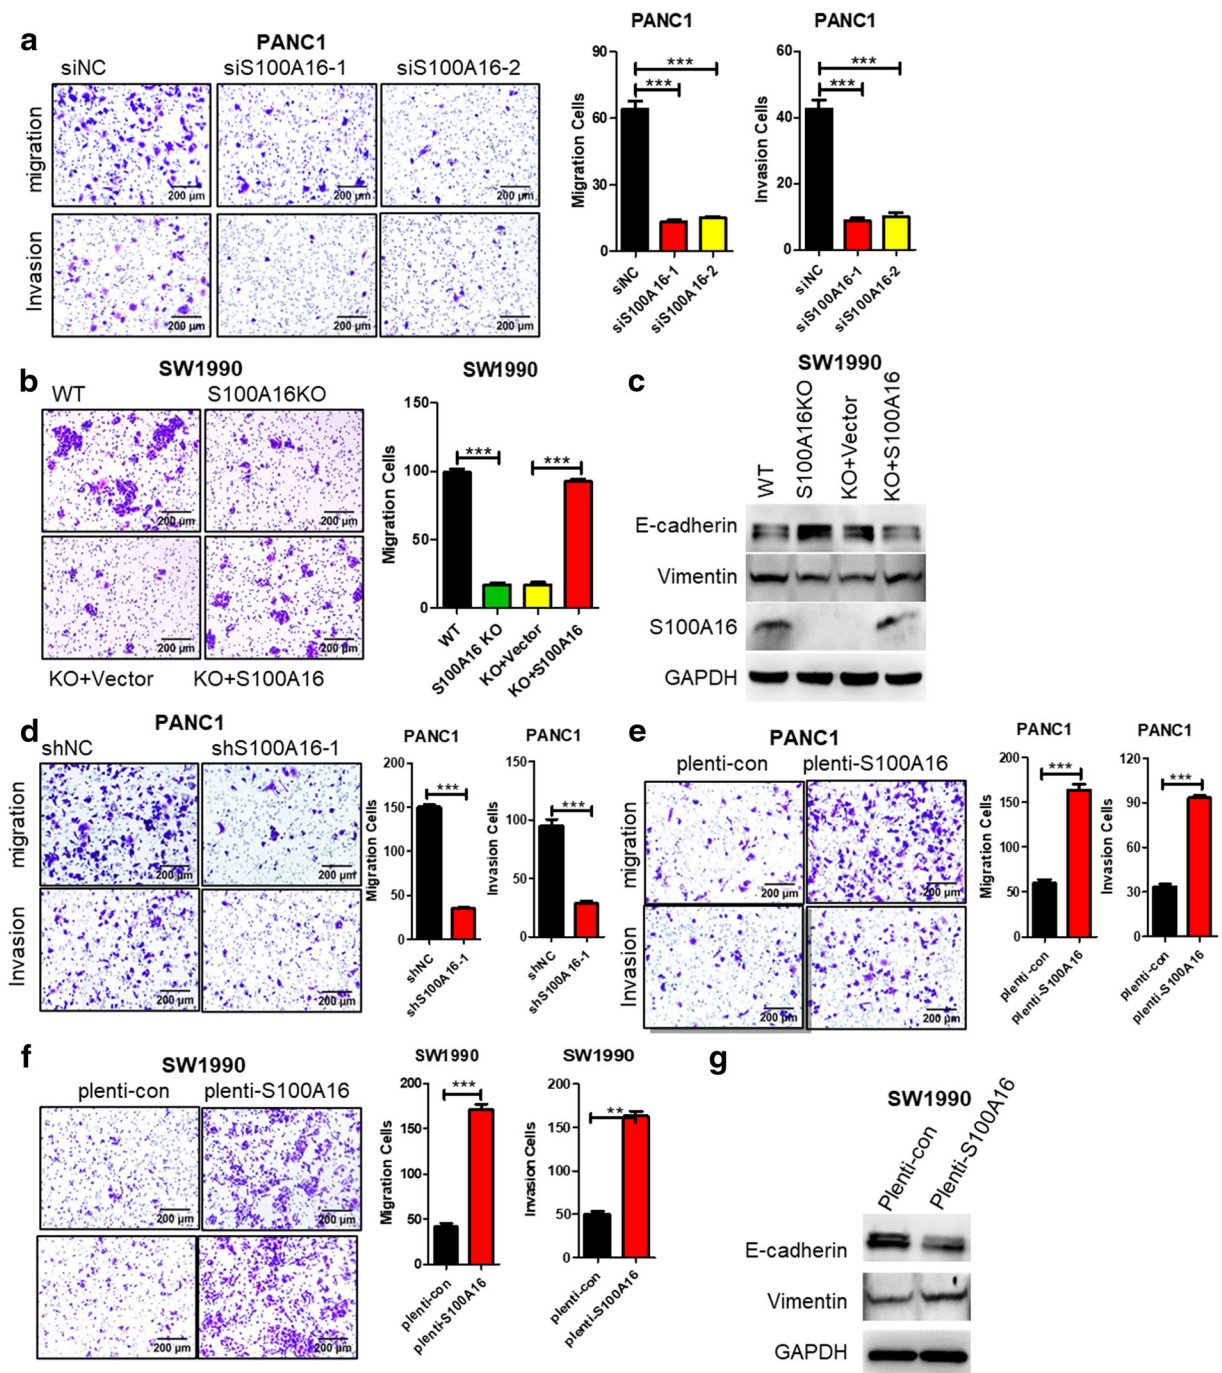 a
PANC1
siNC siS100A16-1 siS100A16-2
migration
200 µm 200 µm 200 µm
Invasion
200 µm 200 µm 200 µm
PANC1
Migration Cells
90
60
30
0
***
***
siNC
siS100A16-1
siS100A16-2
PANC1
Invasion Cells
60
40
20
0
***
***
siNC
siS100A16-1
siS100A16-2
b
SW1990
WT S100A16KO
200 µm 200 µm
200 µm 200 µm
KO+Vector KO+S100A16
SW1990
Migration Cells
150
100
50
0
*** ***
WT
S100A16 KO
KO+Vector
KO+S100A16
c
SW1990
WT
S100A16KO
KO+Vector
KO+S100A16
E-cadherin
Vimentin
S100A16
GAPDH
d
PANC1
shNC shS100A16-1
migration
200 µm 200 µm
Invasion
200 µm 200 µm
PANC1
Migration Cells
200
150
100
50
0
***
shNC
shS100A16-1
PANC1
Invasion Cells
150
100
50
0
***
shNC
shS100A16-1
e
PANC1
plenti-con plenti-S100A16
migration
200 µm 200 µm
Invasion
200 µm 200 µm
PANC1
Migration Cells
200
150
100
50
0
***
plenti-con
plenti-S100A16
PANC1
Invasion Cells
120
90
60
30
0
***
plenti-con
plenti-S100A16
f
SW1990
plenti-con plenti-S100A16
200 µm 200 µm
200 µm 200 µm
SW1990
Migration Cells
200
150
100
50
0
***
plenti-con
plenti-S100A16
SW1990
Invasion Cells
200
150
100
50
0
**
plenti-con
plenti-S100A16
g
SW1990
Plenti-con
Plenti-S100A16
E-cadherin
Vimentin
GAPDH